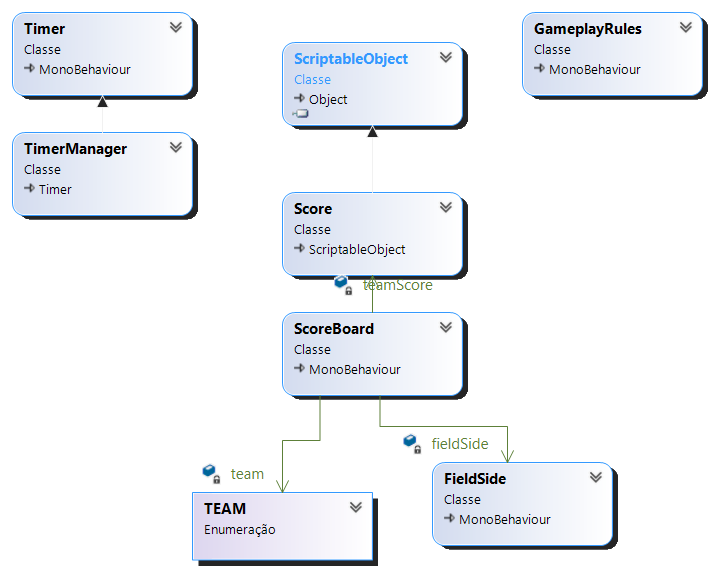 Timer
Classe
MonoBehaviour
TimerManager
Classe
Timer
ScriptableObject
Classe
Object
GameplayRules
Classe
MonoBehaviour
Score
Classe
ScriptableObject
teamScore
ScoreBoard
Classe
MonoBehaviour
team
fieldSide
TEAM
Enumeração
FieldSide
Classe
MonoBehaviour